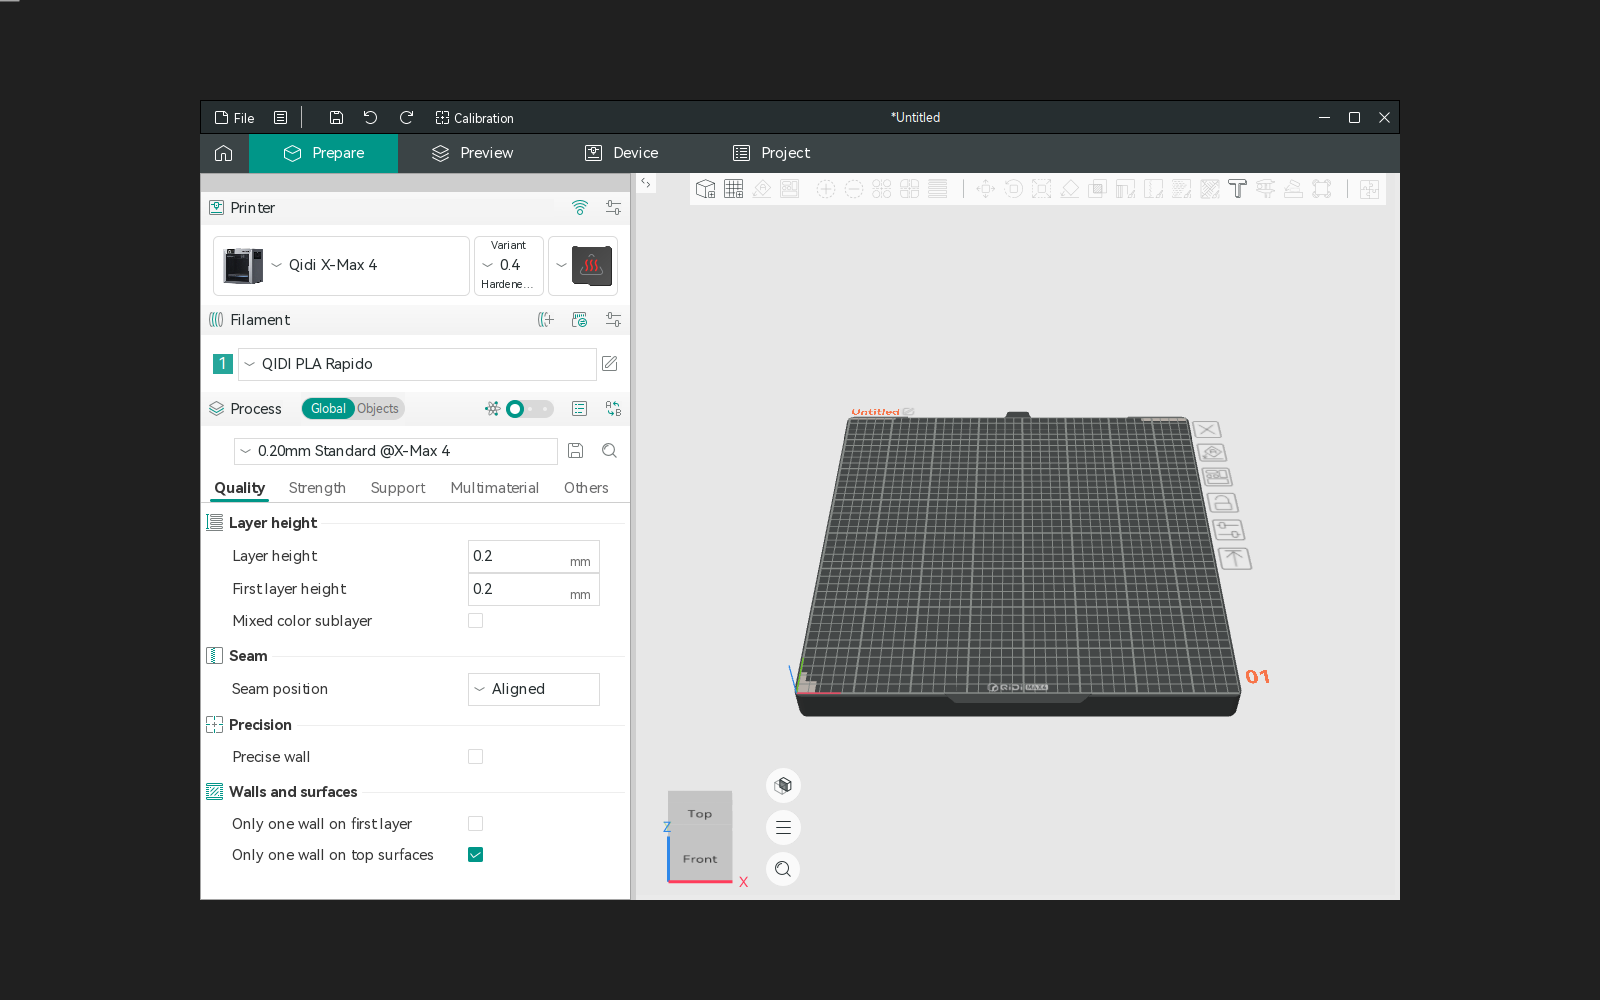 File
Calibration
*Untitled
Prepare
Preview
Device
Project
Printer
Qidi X-Max 4
Variant
0.4
Hardene...
Filament
1
QIDI PLA Rapido
Process
Global
Objects
0.20mm Standard @X-Max 4
Quality
Strength
Support
Multimaterial
Others
Layer height
Layer height
0.2
mm
First layer height
0.2
mm
Mixed color sublayer
Seam
Seam position
Aligned
Precision
Precise wall
Walls and surfaces
Only one wall on first layer
Only one wall on top surfaces
Untitled
01
Top
Front
Z
X